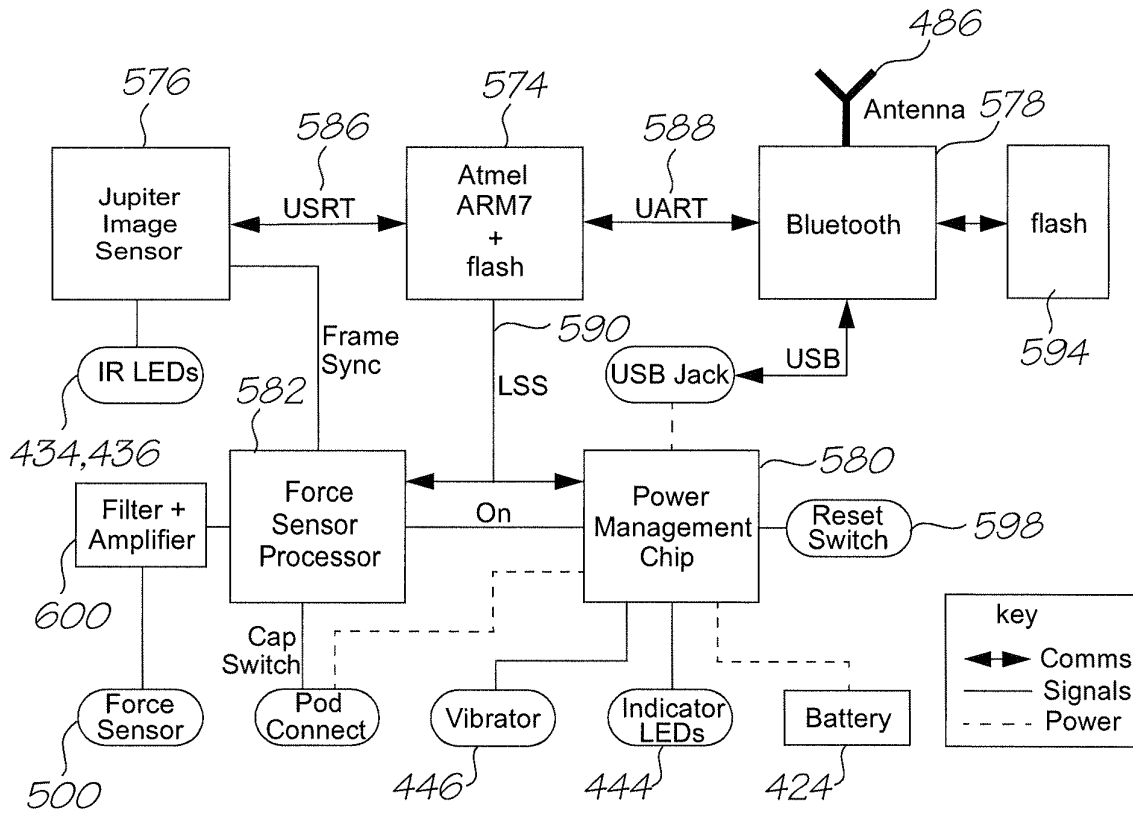 486
576
574
Antenna
578
586
588
Jupiter
Image
Sensor
USRT
Atmel
ARM7
+
flash
UART
Bluetooth
flash
590
594
Frame
Sync
IR LEDs
LSS
USB Jack
USB
582
434,436
580
Filter +
Amplifier
Force
Sensor
Processor
On
Power
Management
Chip
Reset
Switch
598
600
Cap
Switch
key
Comms
Signals
Power
Force
Sensor
Pod
Connect
Vibrator
Indicator
LEDs
Battery
500
446
444
424